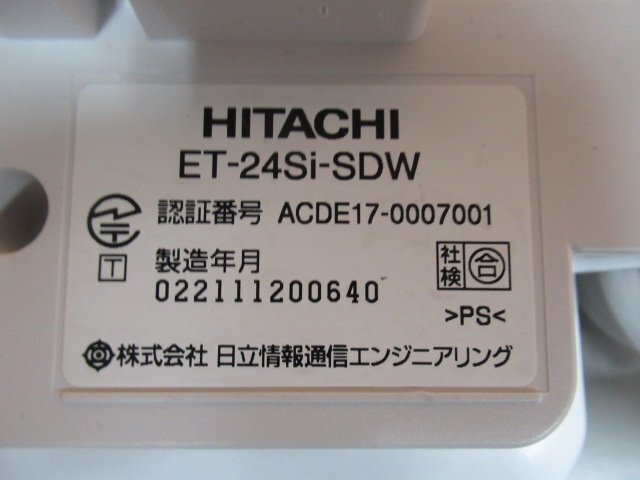 HITACHI
ET-24Si-SDW
認証番号 ACDE17-0007001
T
製造年月
022111200640
社検 合
>PS<
株式会社 日立情報通信エンジニアリング